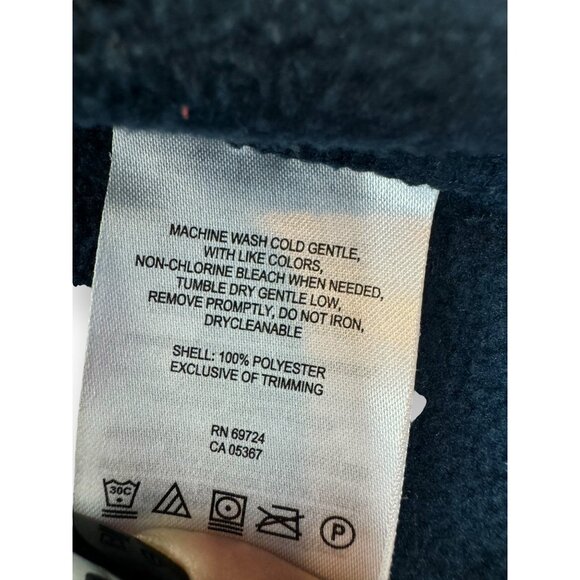 MACHINE WASH COLD GENTLE,
WITH LIKE COLORS,
NON-CHLORINE BLEACH WHEN NEEDED,
TUMBLE DRY GENTLE LOW,
REMOVE PROMPTLY, DO NOT IRON,
DRYCLEANABLE
SHELL: 100% POLYESTER
EXCLUSIVE OF TRIMMING
RN 69724
CA 05367
30C P